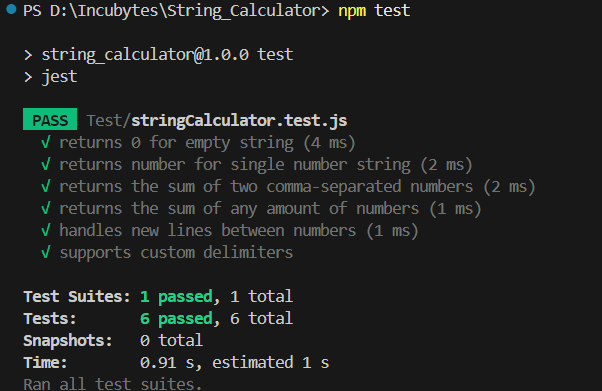 PS D:\Incubytes\String_Calculator> npm test
> string_calculator@1.0.0 test
> jest
PASS Test/stringCalculator.test.js
√ returns 0 for empty string (4 ms)
√ returns number for single number string (2 ms)
√ returns the sum of two comma-separated numbers (2 ms)
√ returns the sum of any amount of numbers (1 ms)
√ handles new lines between numbers (1 ms)
√ supports custom delimiters
Test Suites: 1 passed, 1 total
Tests: 6 passed, 6 total
Snapshots: 0 total
Time: 0.91 s, estimated 1 s
Ran all test suites.